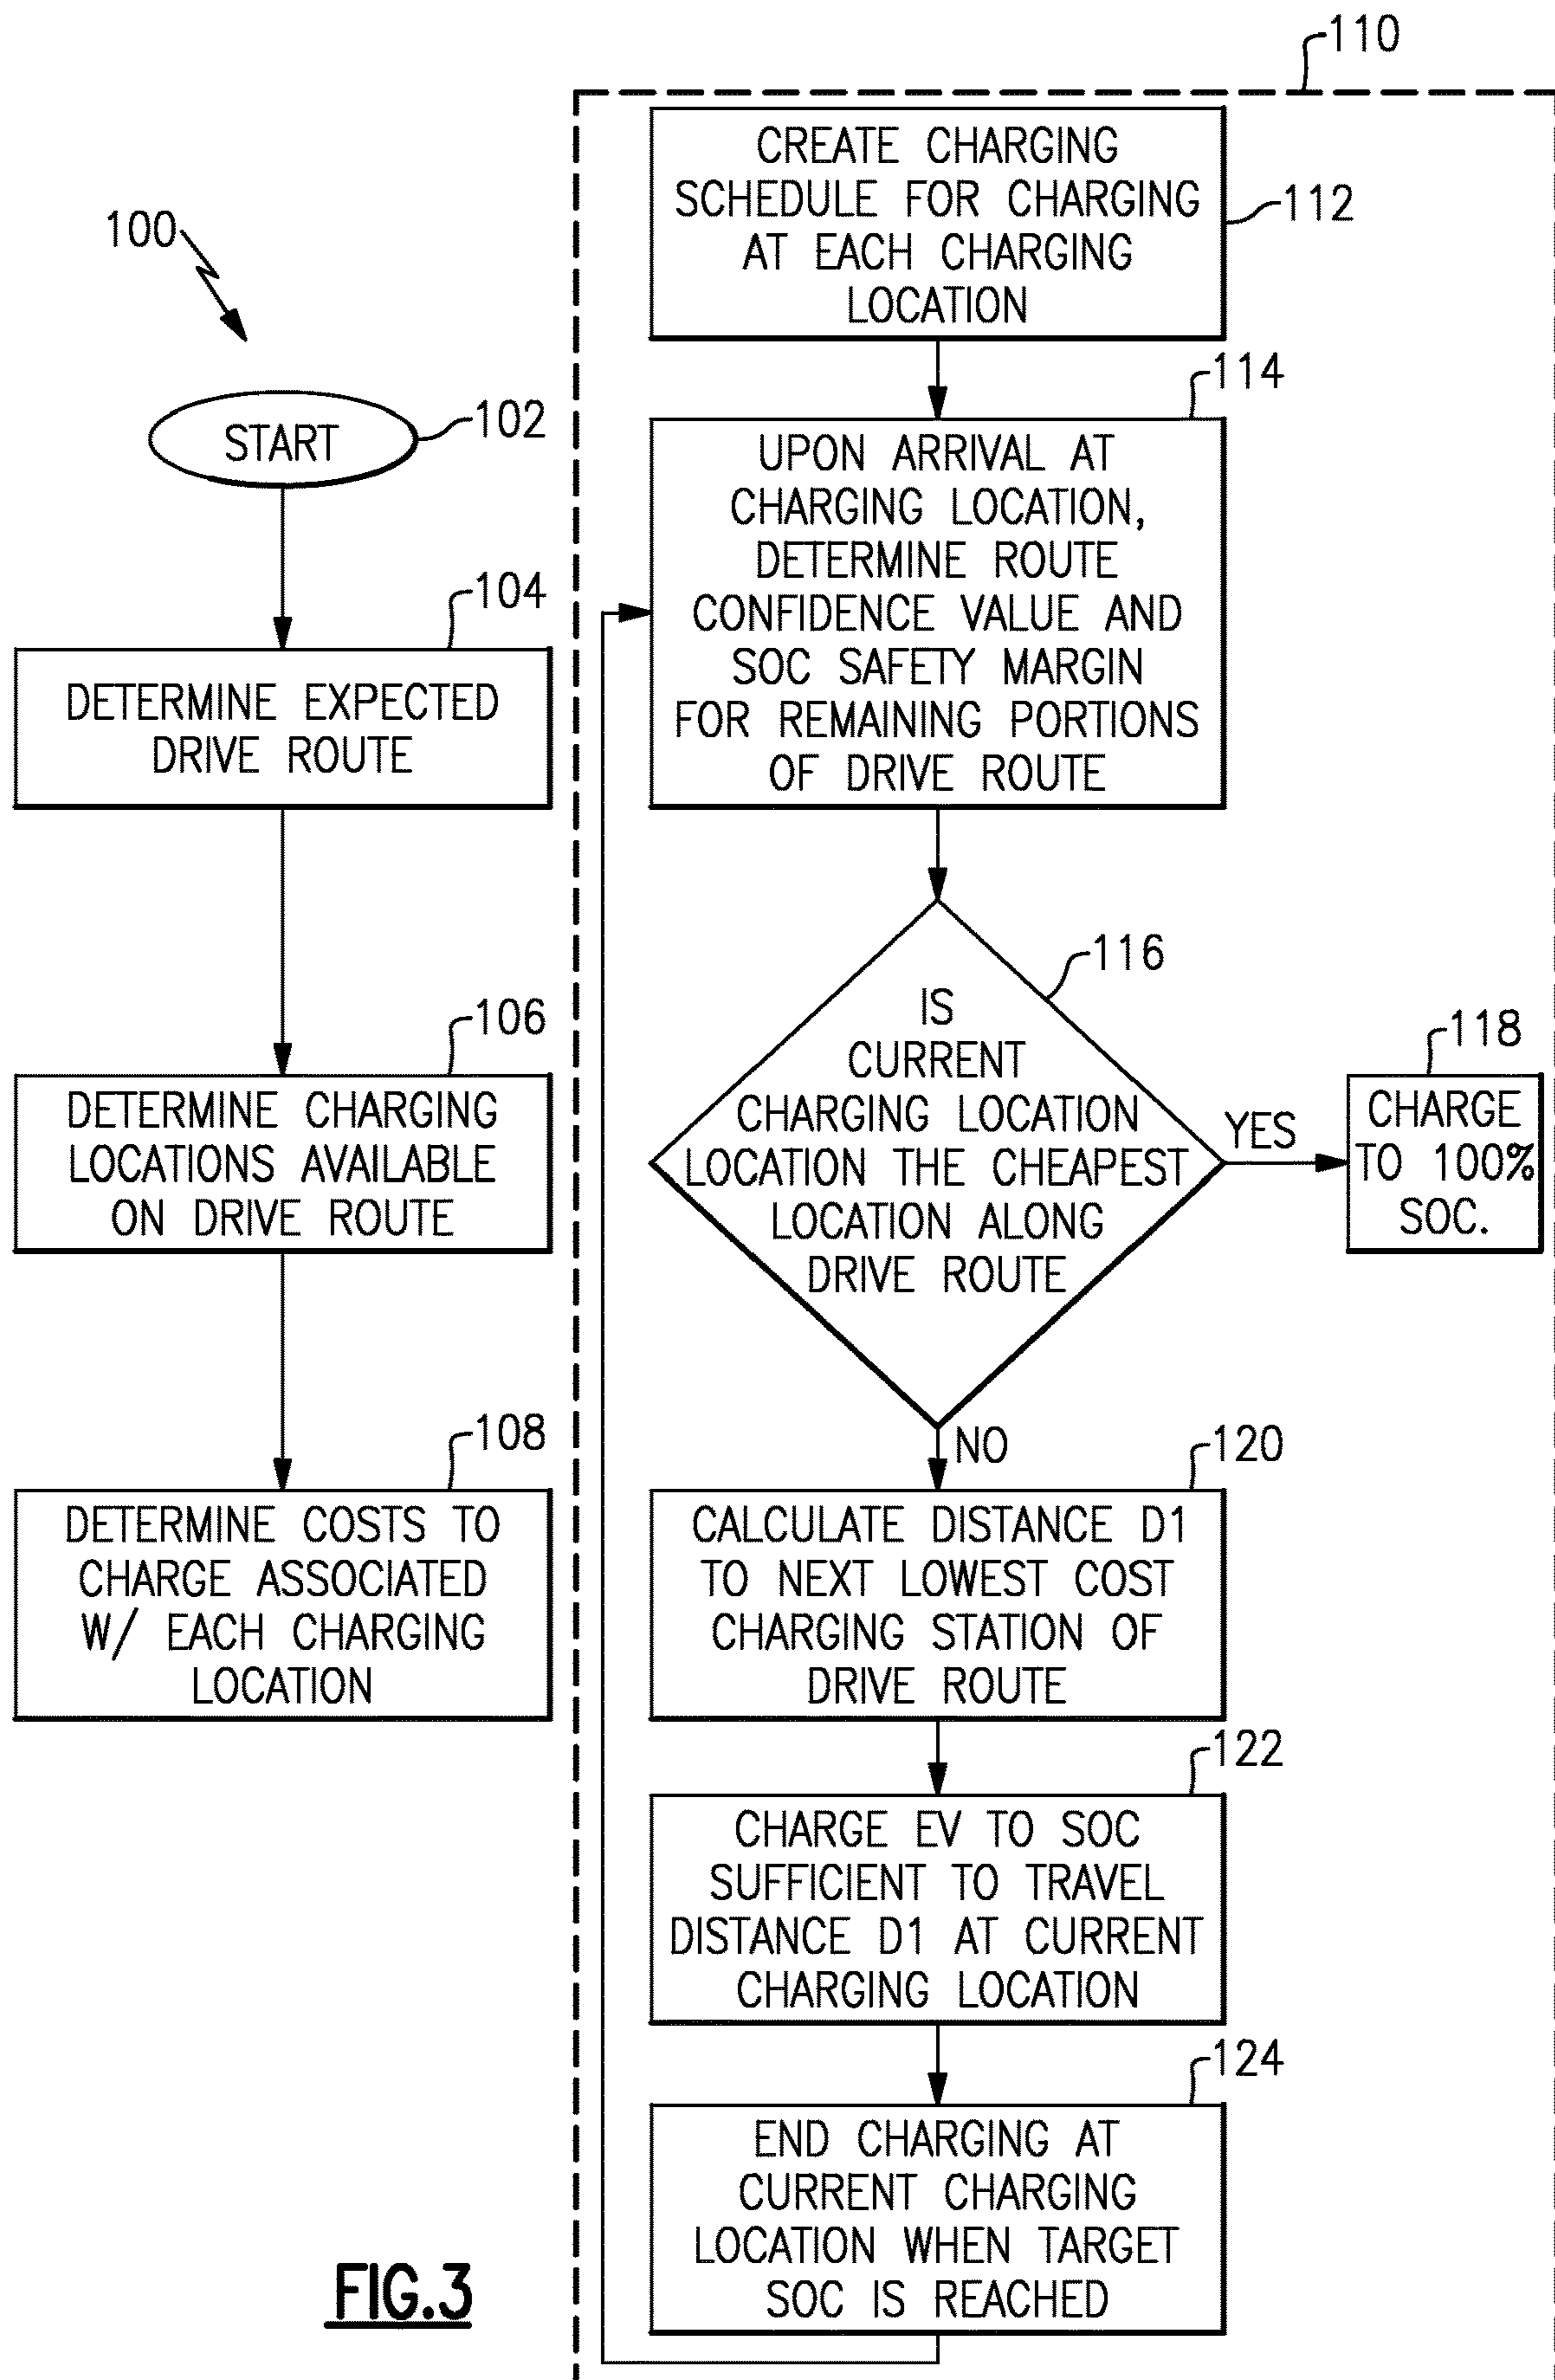 100
START
102
104
DETERMINE EXPECTED
DRIVE ROUTE
106
DETERMINE CHARGING
LOCATIONS AVAILABLE
ON DRIVE ROUTE
108
DETERMINE COSTS TO
CHARGE ASSOCIATED
W/ EACH CHARGING
LOCATION
110
CREATE CHARGING
SCHEDULE FOR CHARGING
AT EACH CHARGING
LOCATION
112
114
UPON ARRIVAL AT
CHARGING LOCATION,
DETERMINE ROUTE
CONFIDENCE VALUE AND
SOC SAFETY MARGIN
FOR REMAINING PORTIONS
OF DRIVE ROUTE
116
IS
CURRENT
CHARGING LOCATION
LOCATION THE CHEAPEST
LOCATION ALONG
DRIVE ROUTE
YES
118
CHARGE
TO 100%
SOC.
NO
120
CALCULATE DISTANCE D1
TO NEXT LOWEST COST
CHARGING STATION OF
DRIVE ROUTE
122
CHARGE EV TO SOC
SUFFICIENT TO TRAVEL
DISTANCE D1 AT CURRENT
CHARGING LOCATION
124
END CHARGING AT
CURRENT CHARGING
LOCATION WHEN TARGET
SOC IS REACHED
FIG.3